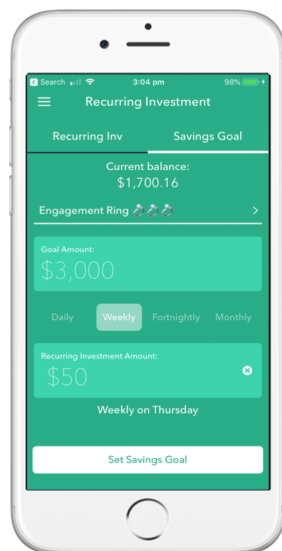 Search 3:04 pm 98%
Recurring Investment
Recurring Inv Savings Goal
Current balance:
$1,700.16
Engagement Ring 💍💍💍
Goal Amount:
$3,000
Daily Weekly Fortnightly Monthly
Recurring Investment Amount:
$50
Weekly on Thursday
Set Savings Goal